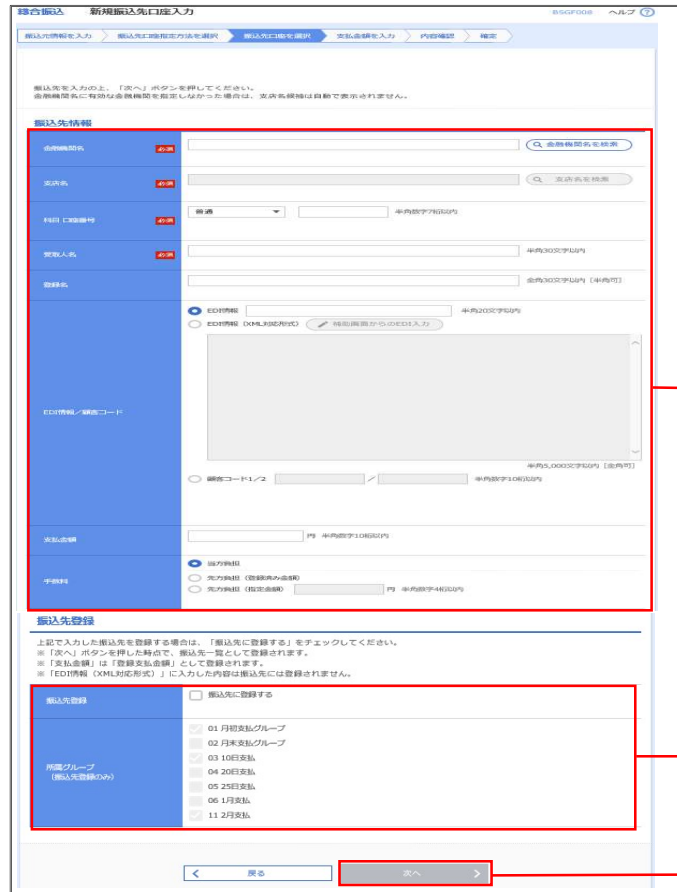 総合振込 新規振込先口座入力 BSGF008 ヘルプ ?
振込元情報を入力 振込先口座指定方法を選択 振込先口座を選択 支払金額を入力 内容確認 確定
振込先を入力の上、「次へ」ボタンを押してください。
金融機関名に有効な金融機関を指定しなかった場合は、支店名候補は自動で表示されません。
振込先情報
金融機関名 必須 金融機関名を検索
支店名 必須 支店名を検索
科目 口座番号 必須 普通 半角数字7桁以内
受取人名 必須 半角30文字以内
登録名 全角30文字以内 [半角可]
EDI情報 半角20文字以内
EDI情報（XML対応形式） 補助画面からのEDI入力
EDI情報／顧客コード
半角5,000文字以内 [全角可]
顧客コード1／2 ／ 半角数字10桁以内
支払金額 円 半角数字10桁以内
当方負担
手数料 先方負担（登録済み金額）
先方負担（指定金額） 円 半角数字4桁以内
振込先登録
上記で入力した振込先を登録する場合は、「振込先に登録する」をチェックしてください。
※「次へ」ボタンを押した時点で、振込先一覧として登録されます。
※「支払金額」は「登録支払金額」として登録されます。
※「EDI情報（XML対応形式）」に入力した内容は振込先には登録されません。
振込先登録 振込先に登録する
01 月初支払グループ
02 月末支払グループ
所属グループ 03 10日支払
（振込先登録のみ） 04 20日支払
05 25日支払
06 1月支払
11 2月支払
戻る 次へ